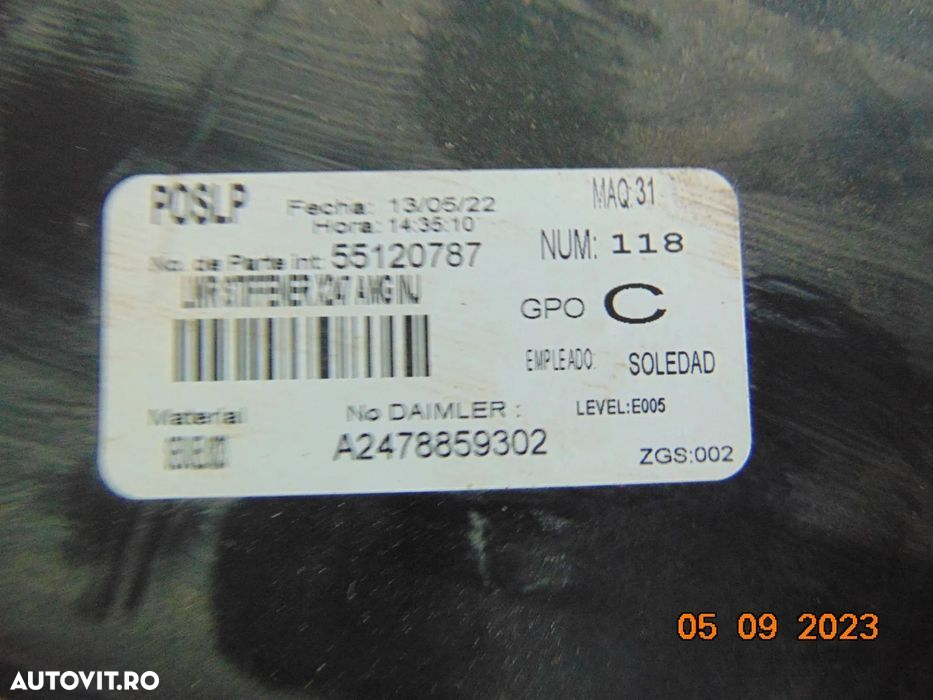 POSLP
Fecha: 13/05/22
Hora: 14:35:10
MAQ:31
No. de Parte Int: 55120787
NUM: 118
LWR STIFFENER X247 AMG INJ
GPO C
EMPLEADO: SOLEDAD
Material
No DAIMLER :
LEVEL:E005
A2478859302
ZGS:002
05 09 2023
AUTOVIT.RO